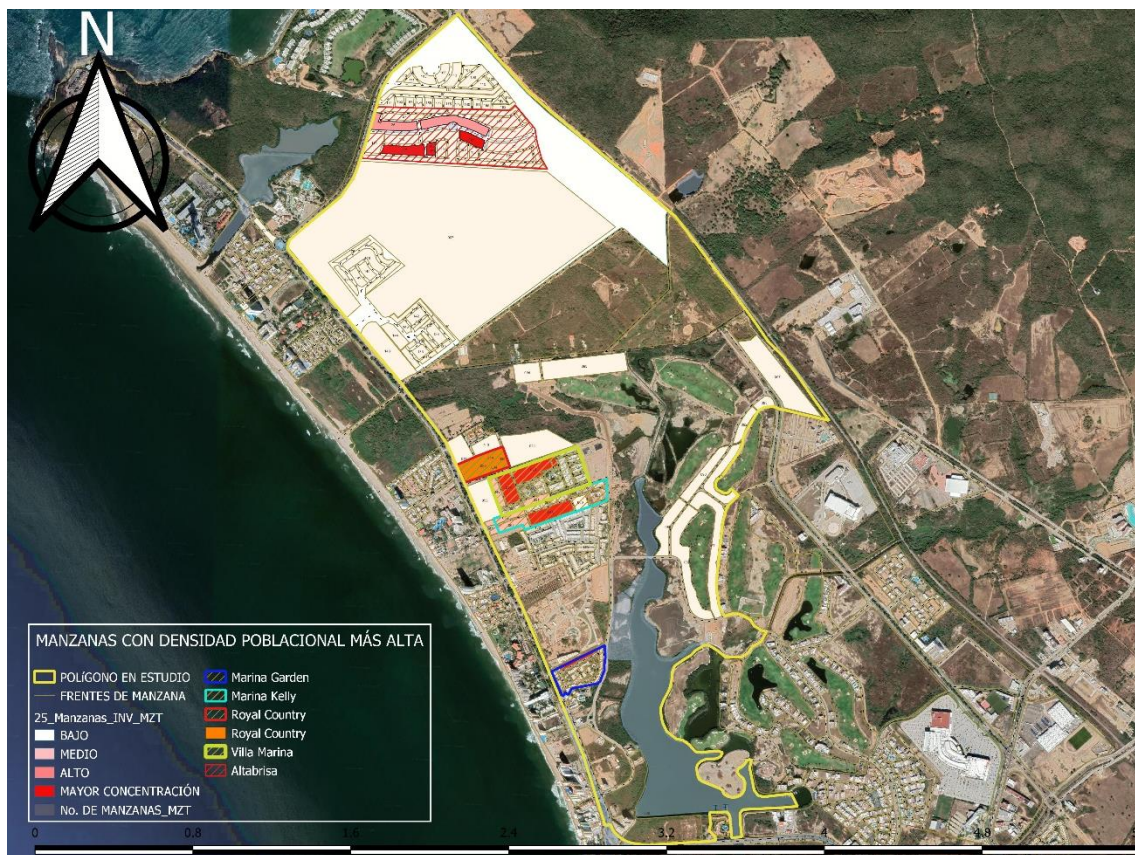 N
MANZANAS CON DENSIDAD POBLACIONAL MÁS ALTA
POLÍGONO EN ESTUDIO
FRENTES DE MANZANA
25_Manzanas_INV_MZT
BAJO
MEDIO
ALTO
MAYOR CONCENTRACIÓN
No. DE MANZANAS_MZT
Marina Garden
Marina Kelly
Royal Country
Royal Country
Villa Marina
Altabrisa
0 0.8 1.6 2.4 3.2 4 4.8